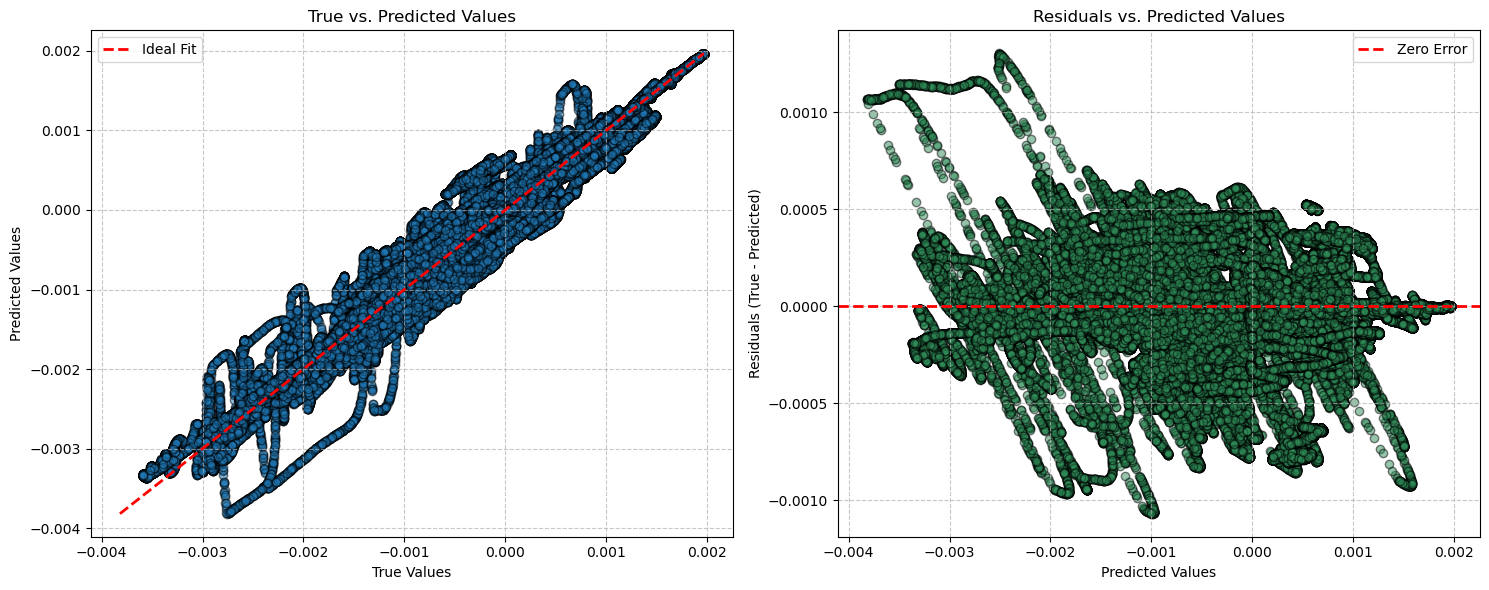 True vs. Predicted Values
Ideal Fit
Predicted Values
0.002
0.001
0.000
−0.001
−0.002
−0.003
−0.004
−0.004 −0.003 −0.002 −0.001 0.000 0.001 0.002
True Values
Residuals vs. Predicted Values
Zero Error
Residuals (True - Predicted)
0.0010
0.0005
0.0000
−0.0005
−0.0010
−0.004 −0.003 −0.002 −0.001 0.000 0.001 0.002
Predicted Values